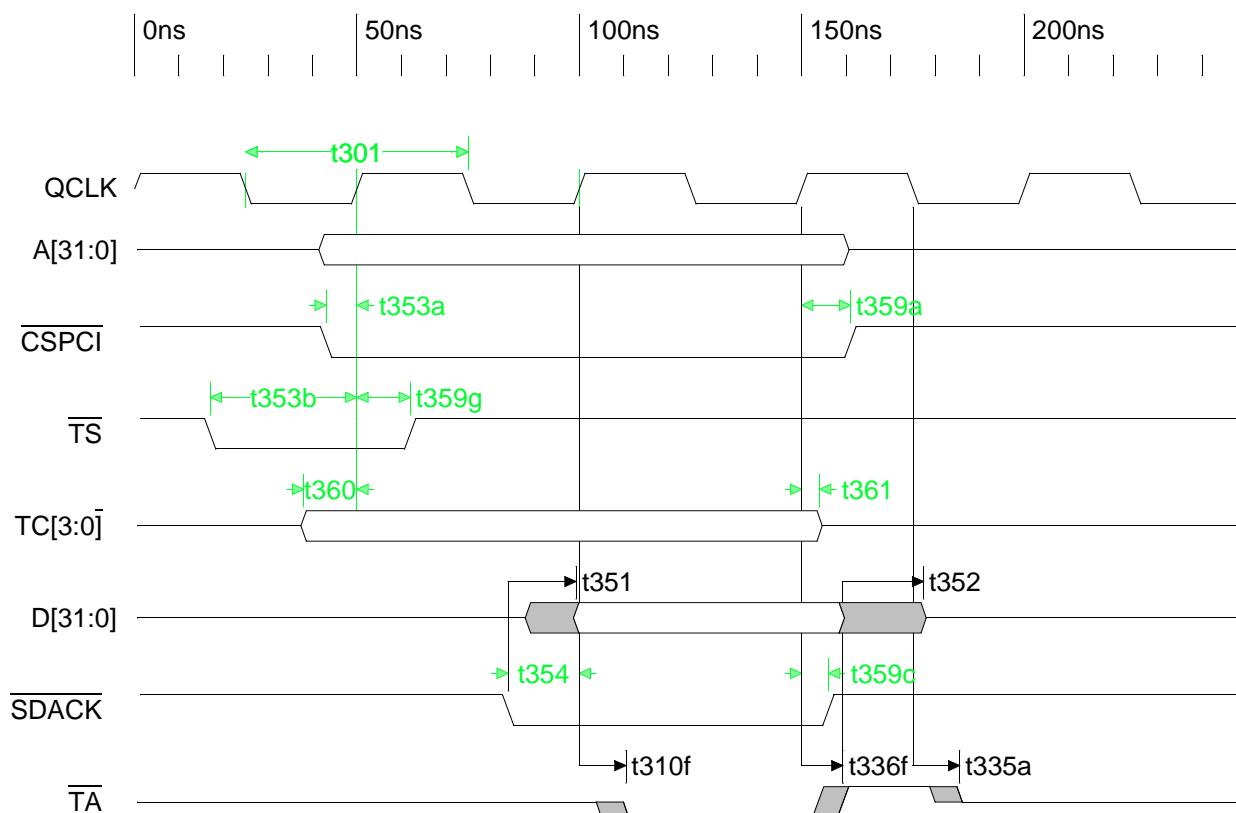 0ns 50ns 100ns 150ns 200ns
t301
QCLK
A[31:0]
t353a t359a
CSPCI
t353b t359g
TS
t360 t361
TC[3:0]
t351 t352
D[31:0]
t354 t359c
SDACK
t310f t336f t335a
TA